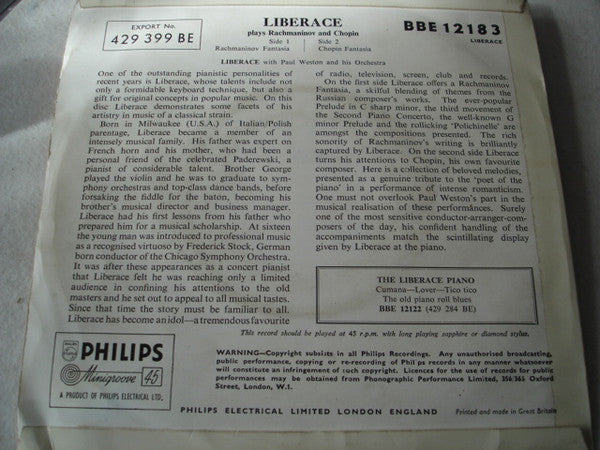 EXPORT No.
429 399 BE
LIBERACE
plays Rachmaninov and Chopin
Side 1 Side 2
Rachmaninov Fantasia Chopin Fantasia
BBE 12183
LIBERACE
LIBERACE with Paul Weston and his Orchestra
One of the outstanding pianistic personalities of
recent years is Liberace, whose talents include not
only a formidable keyboard technique, but also a
gift for original concepts in popular music. On this
disc Liberace demonstrates some facets of his
artistry in music of a classical strain.
Born in Milwaukee (U.S.A.) of Italian/Polish
parentage, Liberace became a member of an
intensely musical family. His father was expert on
French horn and his mother, who had been a
personal friend of the celebrated Paderewski, a
pianist of considerable talent. Brother George
played the violin and he was to graduate to sym-
phony orchestras and top-class dance bands, before
forsaking the fiddle for the baton, becoming his
brother's musical director and business manager.
Liberace had his first lessons from his father who
prepared him for a musical scholarship. At sixteen
the young man was introduced to professional music
as a recognised virtuoso by Frederick Stock, German
born conductor of the Chicago Symphony Orchestra.
It was after these appearances as a concert pianist
that Liberace felt he was reaching only a limited
audience in confining his attentions to the old
masters and he set out to appeal to all musical tastes.
Since that time the story must be familiar to all.
Liberace has become an idol—a tremendous favourite
of radio, television, screen, club and records.
On the first side Liberace offers a Rachmaninov
Fantasia, a skilful blending of themes from the
Russian composer's works. The ever-popular
Prelude in C sharp minor, the third movement of
the Second Piano Concerto, the well-known G
minor Prelude and the rollicking 'Polichinelle' are
amongst the compositions presented. The rich
sonority of Rachmaninov's writing is brilliantly
captured by Liberace. On the second side Liberace
turns his attentions to Chopin, his own favourite
composer. Here is a collection of beloved melodies,
presented as a genuine tribute to the 'poet of the
piano' in a performance of intense romanticism.
One must not overlook Paul Weston's part in the
musical realisation of these performances. Surely
one of the most sensitive conductor-arranger-com-
posers of the day, his confident handling of the
accompaniments match the scintillating display
given by Liberace at the piano.
THE LIBERACE PIANO
Cumana—Lover—Tico tico
The old piano roll blues
BBE 12122 (429 284 BE)
This record should be played at 45 r.p.m. with long playing sapphire or diamond stylus.
PHILIPS
Minigroove 45
A PRODUCT OF PHILIPS ELECTRICAL LTD.
WARNING—Copyright subsists in all Philips Recordings. Any unauthorised broadcasting,
public performance, copying or re-recording of Philips records in any manner whatsoever
will constitute an infringement of such copyright. Licences for the use of records for public
performances may be obtained from Phonographic Performance Limited, 356/365 Oxford
Street, London, W.1.
PHILIPS ELECTRICAL LIMITED LONDON ENGLAND
Printed and made in Great Britain